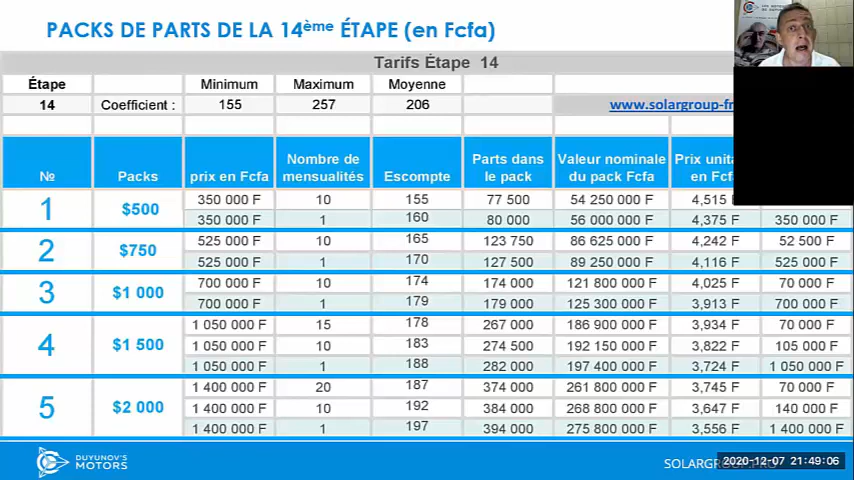 PACKS DE PARTS DE LA 14ème ÉTAPE (en Fcfa)
Tarifs Étape 14
Étape Minimum Maximum Moyenne
14 Coefficient : 155 257 206 www.solargroup-fr
Nombre de Parts dans Valeur nominale Prix
№ Packs prix en Fcfa mensualités Escompte le pack du pack Fcfa en
1 $500 350 000 F 10 155 77 500 54 250 000 F 4,515
350 000 F 1 160 80 000 56 000 000 F 4,375 F 350 000 F
2 $750 525 000 F 10 165 123 750 86 625 000 F 4,242 F 52 500 F
525 000 F 1 170 127 500 89 250 000 F 4,116 F 525 000 F
3 $1 000 700 000 F 10 174 174 000 121 800 000 F 4,025 F 70 000 F
700 000 F 1 179 179 000 125 300 000 F 3,913 F 700 000 F
4 $1 500 1 050 000 F 15 178 267 000 186 900 000 F 3,934 F 70 000 F
1 050 000 F 10 183 274 500 192 150 000 F 3,822 F 105 000 F
1 050 000 F 1 188 282 000 197 400 000 F 3,724 F 1 050 000 F
5 $2 000 1 400 000 F 20 187 374 000 261 800 000 F 3,745 F 70 000 F
1 400 000 F 10 192 384 000 268 800 000 F 3,647 F 140 000 F
1 400 000 F 1 197 394 000 275 800 000 F 3,556 F 1 400 000 F
DUYUNOV'S
MOTORS
2020-12-07 21:49:06